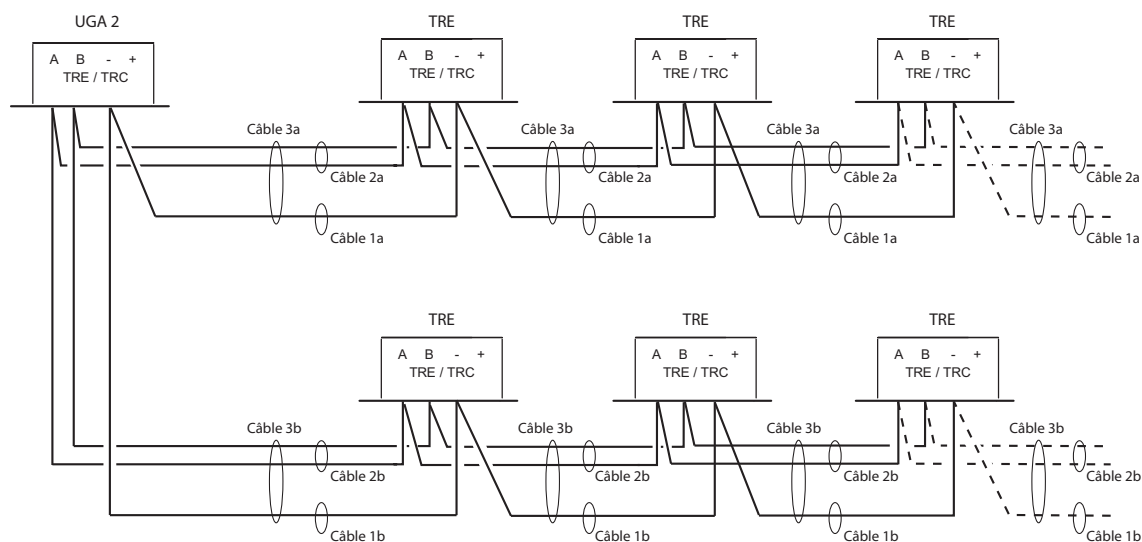 UGA 2 TRE TRE TRE
A B - +
TRE / TRC
A B - +
TRE / TRC
A B - +
TRE / TRC
A B - +
TRE / TRC
Câble 3a Câble 3a Câble 3a Câble 3a
Câble 2a Câble 2a Câble 2a Câble 2a
Câble 1a Câble 1a Câble 1a Câble 1a
TRE TRE TRE
A B - +
TRE / TRC
A B - +
TRE / TRC
A B - +
TRE / TRC
Câble 3b Câble 3b Câble 3b Câble 3b
Câble 2b Câble 2b Câble 2b Câble 2b
Câble 1b Câble 1b Câble 1b Câble 1b